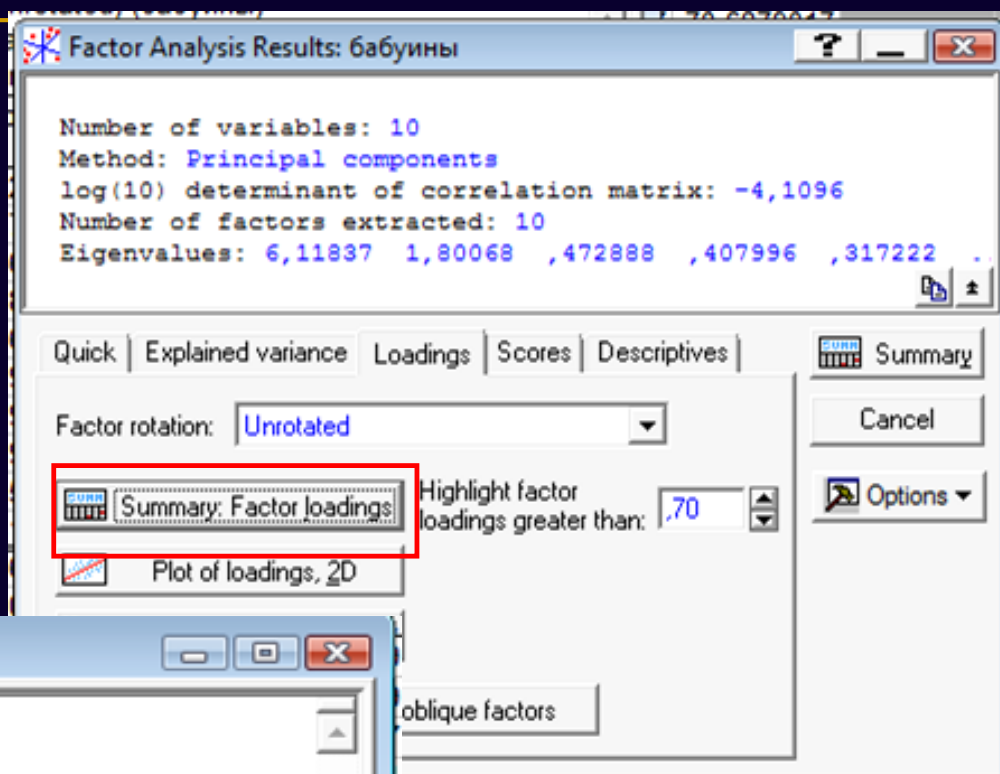 Factor Analysis Results: бабуины
Number of variables: 10
Method: Principal components
log(10) determinant of correlation matrix: -4,1096
Number of factors extracted: 10
Eigenvalues: 6,11837 1,80068 ,472888 ,407996 ,317222 ..
Quick Explained variance Loadings Scores Descriptives
Summary
Factor rotation: Unrotated
Cancel
Summary: Factor loadings
Highlight factor
loadings greater than: ,70
Options
Plot of loadings, 2D
oblique factors